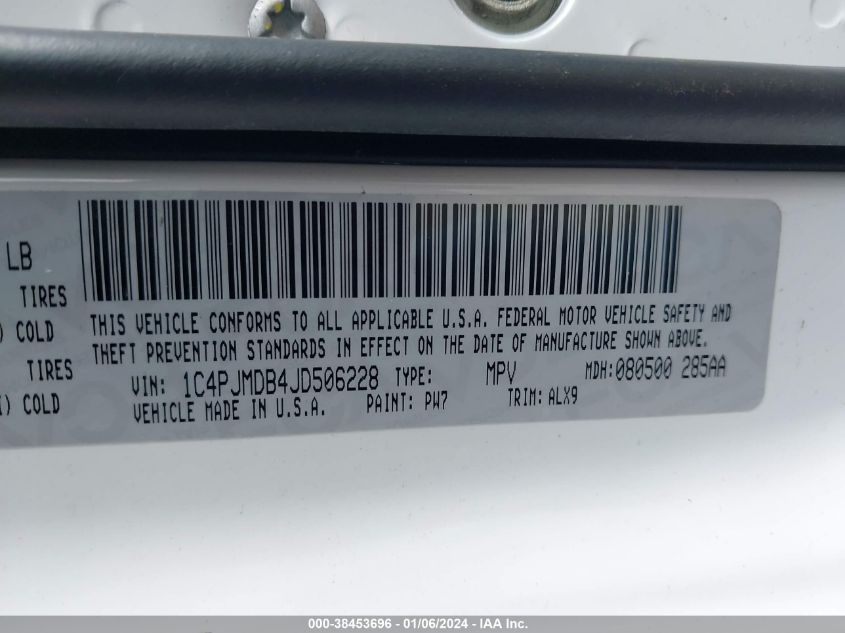 LB
TIRES
) COLD
TIRES
) COLD
THIS VEHICLE CONFORMS TO ALL APPLICABLE U.S.A. FEDERAL MOTOR VEHICLE SAFETY AND
THEFT PREVENTION STANDARDS IN EFFECT ON THE DATE OF MANUFACTURE SHOWN ABOVE.
VIN: 1C4PJMDB4JD506228 TYPE: MPV MDH:080500 285AA
VEHICLE MADE IN U.S.A. PAINT: PW7 TRIM:ALX9
000-38453696 - 01/06/2024 - IAA Inc.